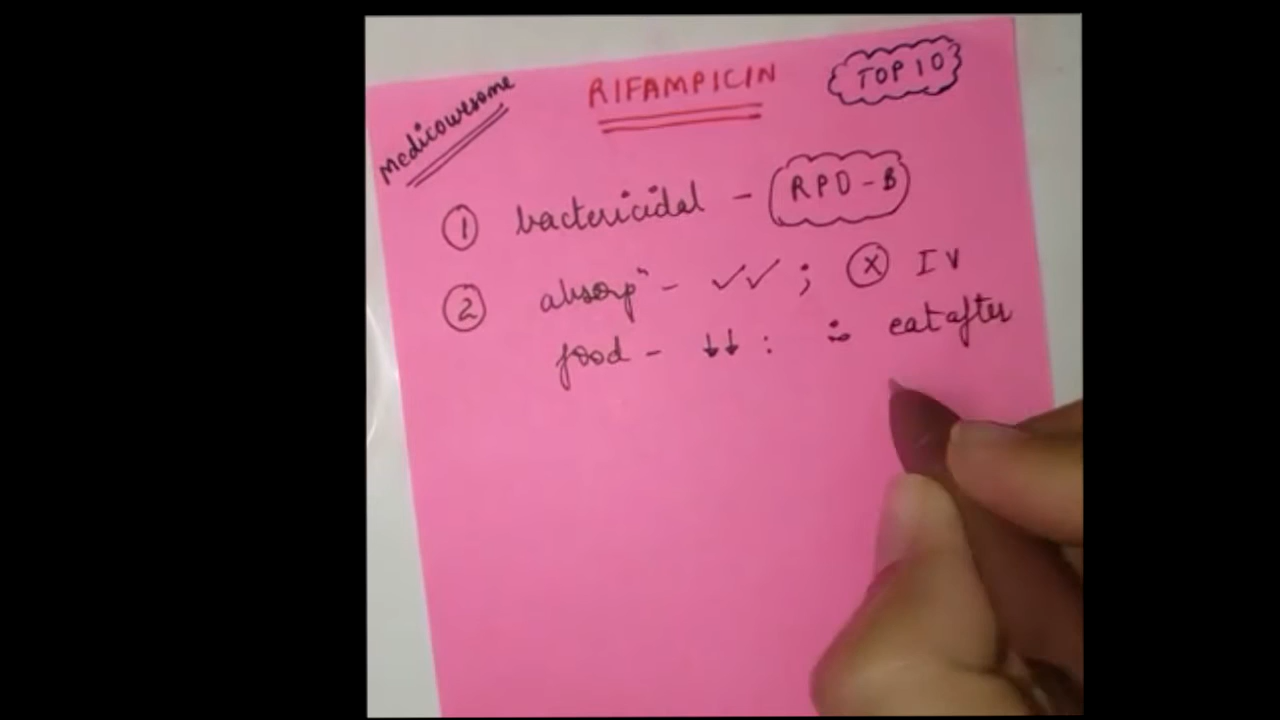 Medicowesome
RIFAMPICIN
TOP 10
① bactericidal - RPD-B
② absorpⁿ - ✓✓ ; ⓧ IV
food - ↓↓ : ∴ eat after